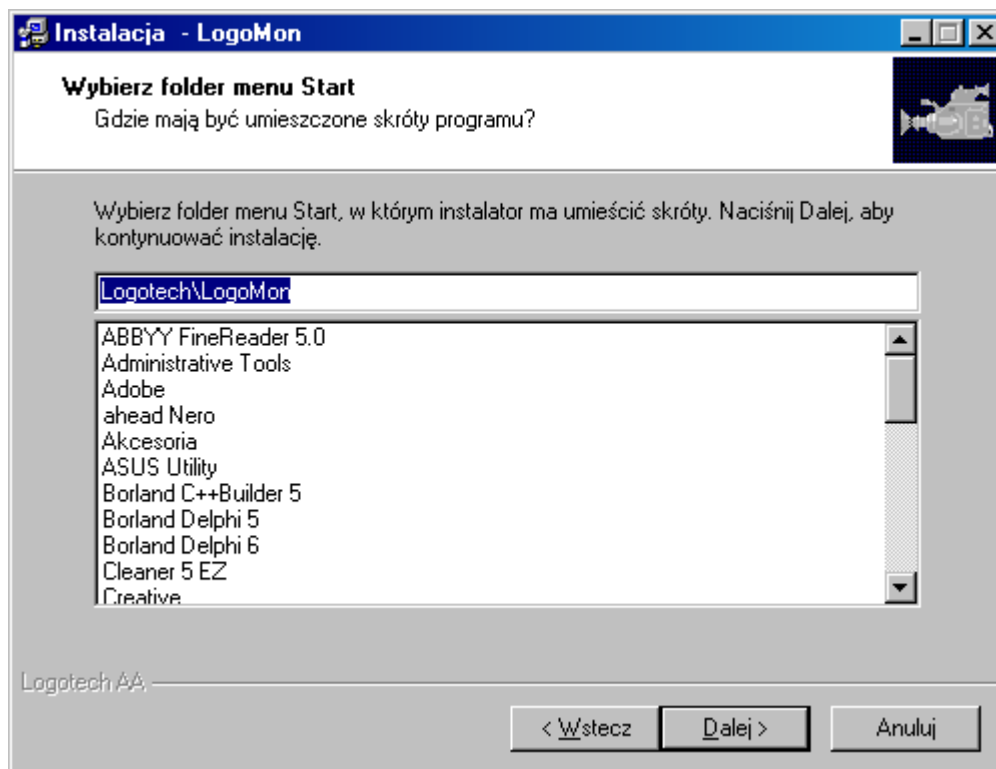 Instalacja - LogoMon
Wybierz folder menu Start
Gdzie mają być umieszczone skróty programu?
Wybierz folder menu Start, w którym instalator ma umieścić skróty. Naciśnij Dalej, aby
kontynuować instalację.
Logotech\LogoMon
ABBYY FineReader 5.0
Administrative Tools
Adobe
ahead Nero
Akcesoria
ASUS Utility
Borland C++Builder 5
Borland Delphi 5
Borland Delphi 6
Cleaner 5 EZ
Creative
Logotech AA
< Wstecz
Dalej >
Anuluj